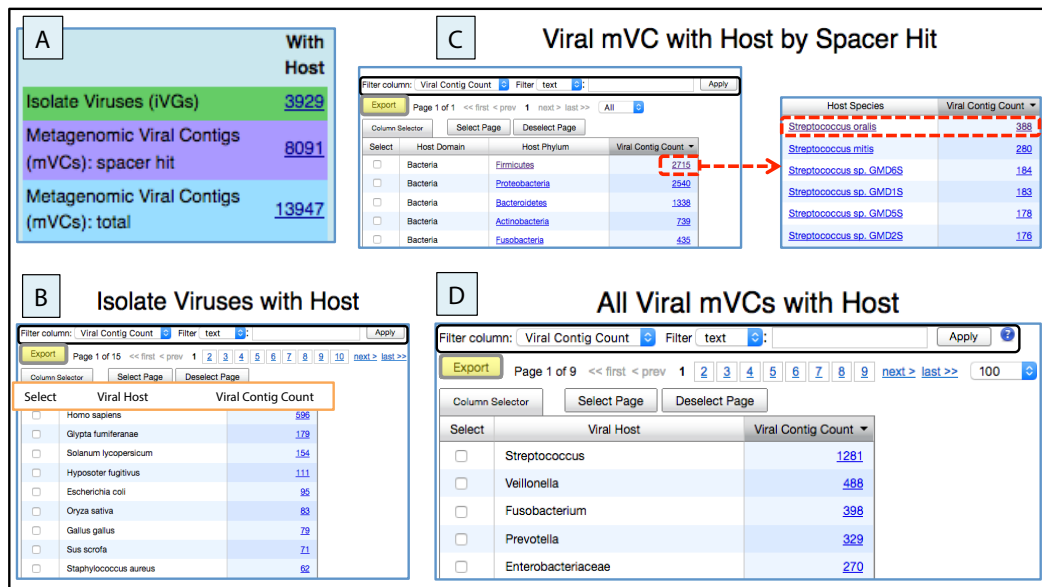 A
With
Host
Isolate Viruses (iVGs) 3929
Metagenomic Viral Contigs
(mVCs): spacer hit 8091
Metagenomic Viral Contigs
(mVCs): total 13947
C
Viral mVC with Host by Spacer Hit
Filter column: Viral Contig Count Filter text : Apply
Export Page 1 of 1 << first < prev 1 next > last >> All
Column Selector Select Page Deselect Page
Select Host Domain Host Phylum Viral Contig Count
Bacteria Firmicutes 2715
Bacteria Proteobacteria 2540
Bacteria Bacteroidetes 1338
Bacteria Actinobacteria 739
Bacteria Fusobacteria 435
Host Species Viral Contig Count
Streptococcus oralis 388
Streptococcus mitis 280
Streptococcus sp. GMD6S 184
Streptococcus sp. GMD1S 183
Streptococcus sp. GMD5S 178
Streptococcus sp. GMD2S 176
B
Isolate Viruses with Host
Filter column: Viral Contig Count Filter text : Apply
Export Page 1 of 15 << first < prev 1 2 3 4 5 6 7 8 9 10 next > last >>
Column Selector Select Page Deselect Page
Select Viral Host Viral Contig Count
Homo sapiens 596
Glypta fumiferanae 179
Solanum lycopersicum 154
Hyposoter fugitivus 111
Escherichia coli 95
Oryza sativa 83
Gallus gallus 79
Sus scrofa 71
Staphylococcus aureus 62
D
All Viral mVCs with Host
Filter column: Viral Contig Count Filter text : Apply ?
Export Page 1 of 9 << first < prev 1 2 3 4 5 6 7 8 9 next > last >> 100
Column Selector Select Page Deselect Page
Select Viral Host Viral Contig Count
Streptococcus 1281
Veillonella 488
Fusobacterium 398
Prevotella 329
Enterobacteriaceae 270